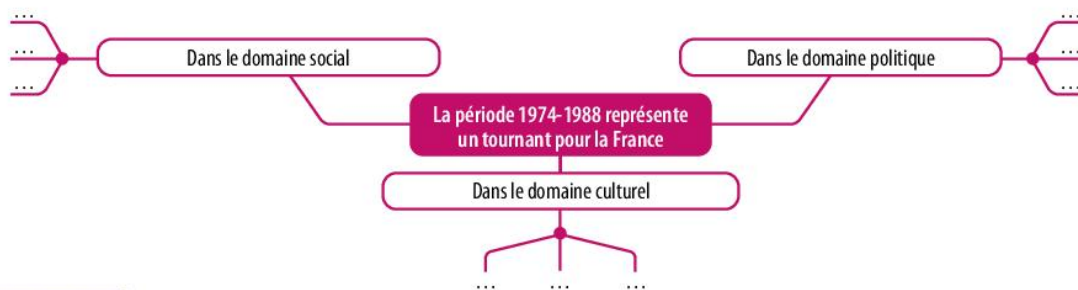 ...
...
...
Dans le domaine social
Dans le domaine politique
...
...
...
La période 1974-1988 représente
un tournant pour la France
Dans le domaine culturel
... ... ...